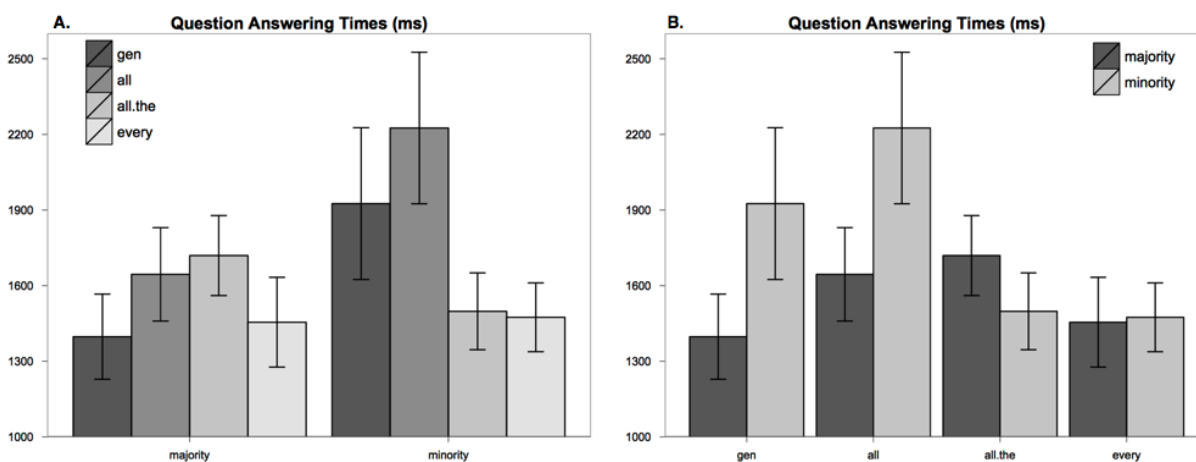 A. Question Answering Times (ms)
gen
all
all.the
every
2500
2200
1900
1600
1300
1000
majority minority
B. Question Answering Times (ms)
majority
minority
2500
2200
1900
1600
1300
1000
gen all all.the every